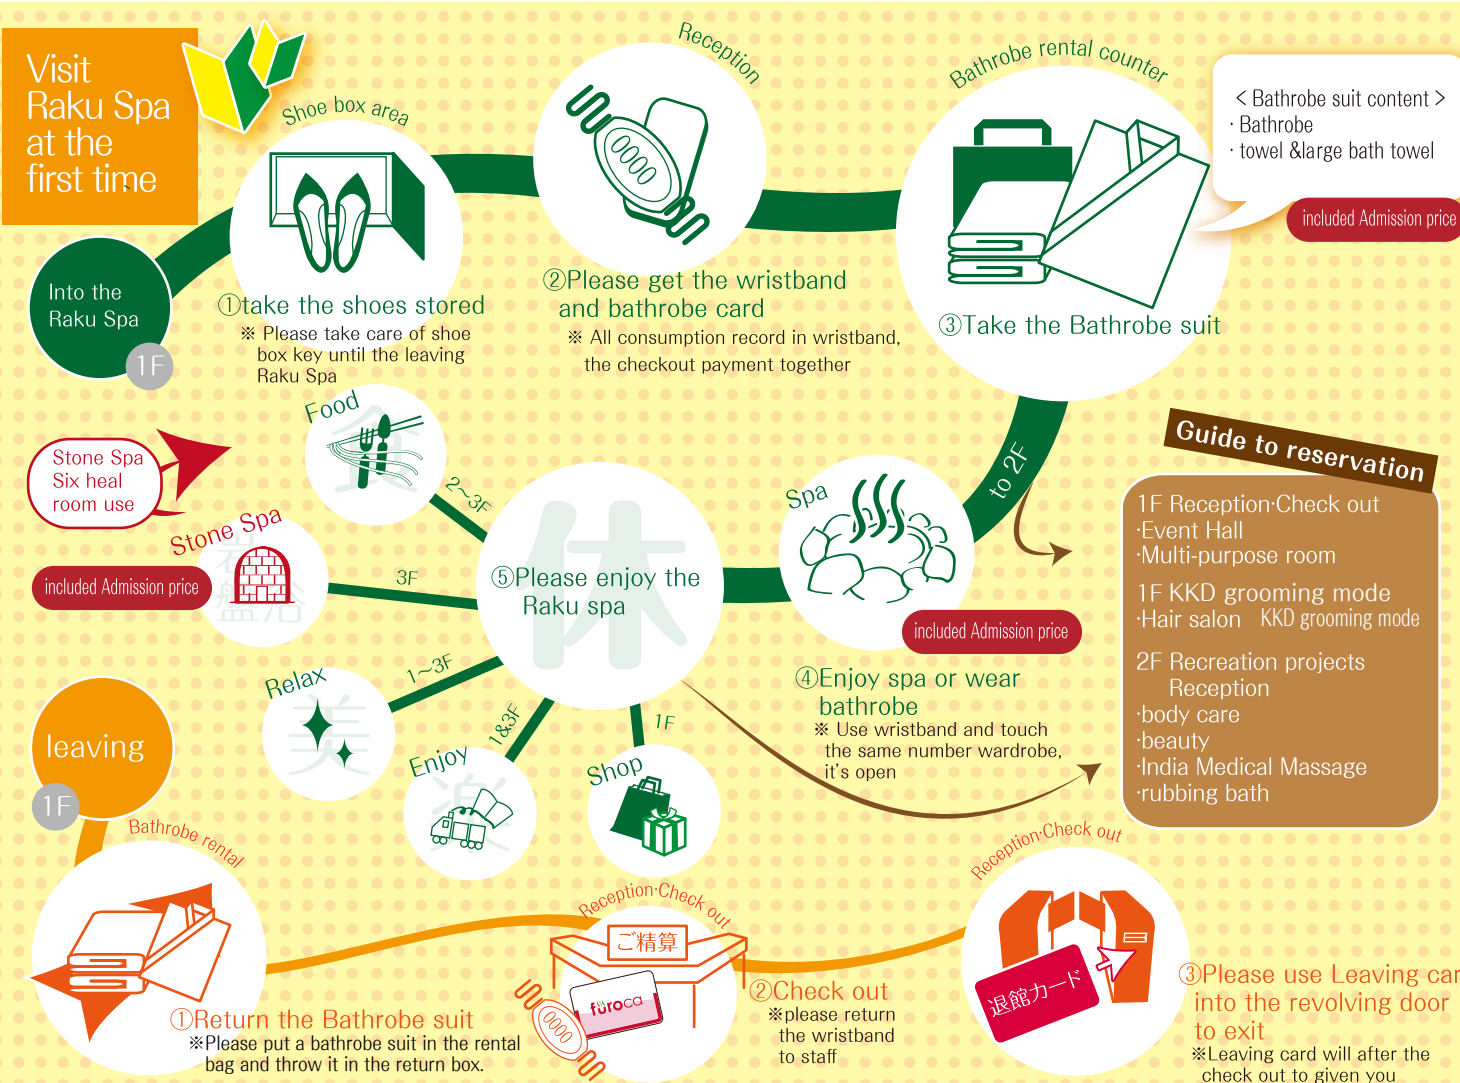 Visit
Raku Spa
at the
first time
Into the
Raku Spa
1F
Shoe box area
①take the shoes stored
※ Please take care of shoe
box key until the leaving
Raku Spa
Reception
0000
②Please get the wristband
and bathrobe card
※ All consumption record in wristband,
the checkout payment together
Bathrobe rental counter
③Take the Bathrobe suit
< Bathrobe suit content >
· Bathrobe
· towel &large bath towel
included Admission price
to 2F
Spa
included Admission price
④Enjoy spa or wear
bathrobe
※ Use wristband and touch
the same number wardrobe,
it's open
休
⑤Please enjoy the
Raku spa
Food
食
2～3F
Stone Spa
Six heal
room use
Stone Spa
岩
盤浴
included Admission price
3F
Relax
美
1～3F
Enjoy
楽
1&3F
Shop
1F
Guide to reservation
1F Reception·Check out
·Event Hall
·Multi-purpose room
1F KKD grooming mode
·Hair salon KKD grooming mode
2F Recreation projects
Reception
·body care
·beauty
·India Medical Massage
·rubbing bath
leaving
1F
Bathrobe rental
①Return the Bathrobe suit
※Please put a bathrobe suit in the rental
bag and throw it in the return box.
Reception·Check out
ご精算
furoca
0000
②Check out
※please return
the wristband
to staff
Reception·Check out
退館カード
③Please use Leaving car
into the revolving door
to exit
※Leaving card will after the
check out to given you